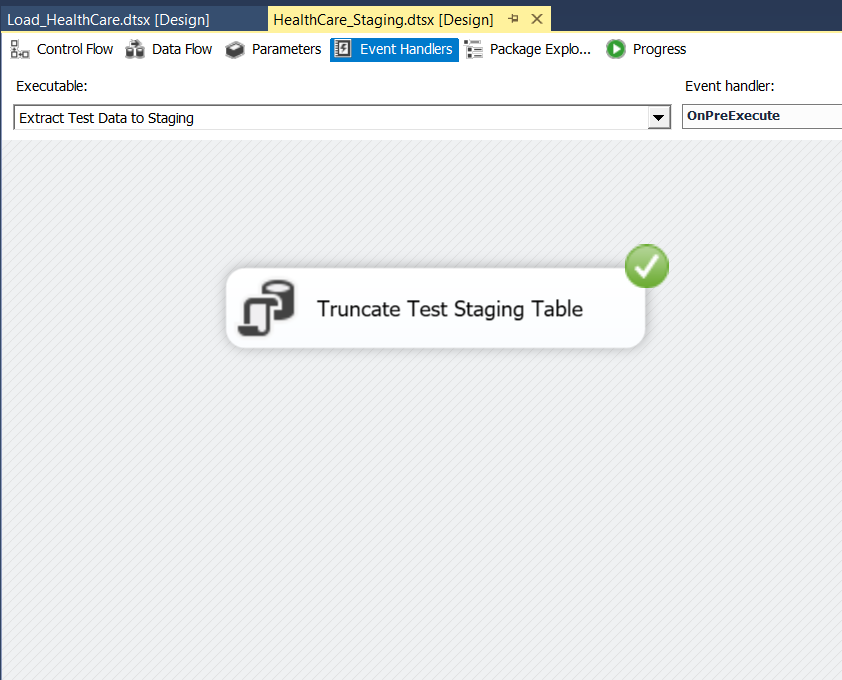 Load_HealthCare.dtsx [Design] HealthCare_Staging.dtsx [Design]
Control Flow Data Flow Parameters Event Handlers Package Explo... Progress
Executable: Event handler:
Extract Test Data to Staging OnPreExecute
Truncate Test Staging Table